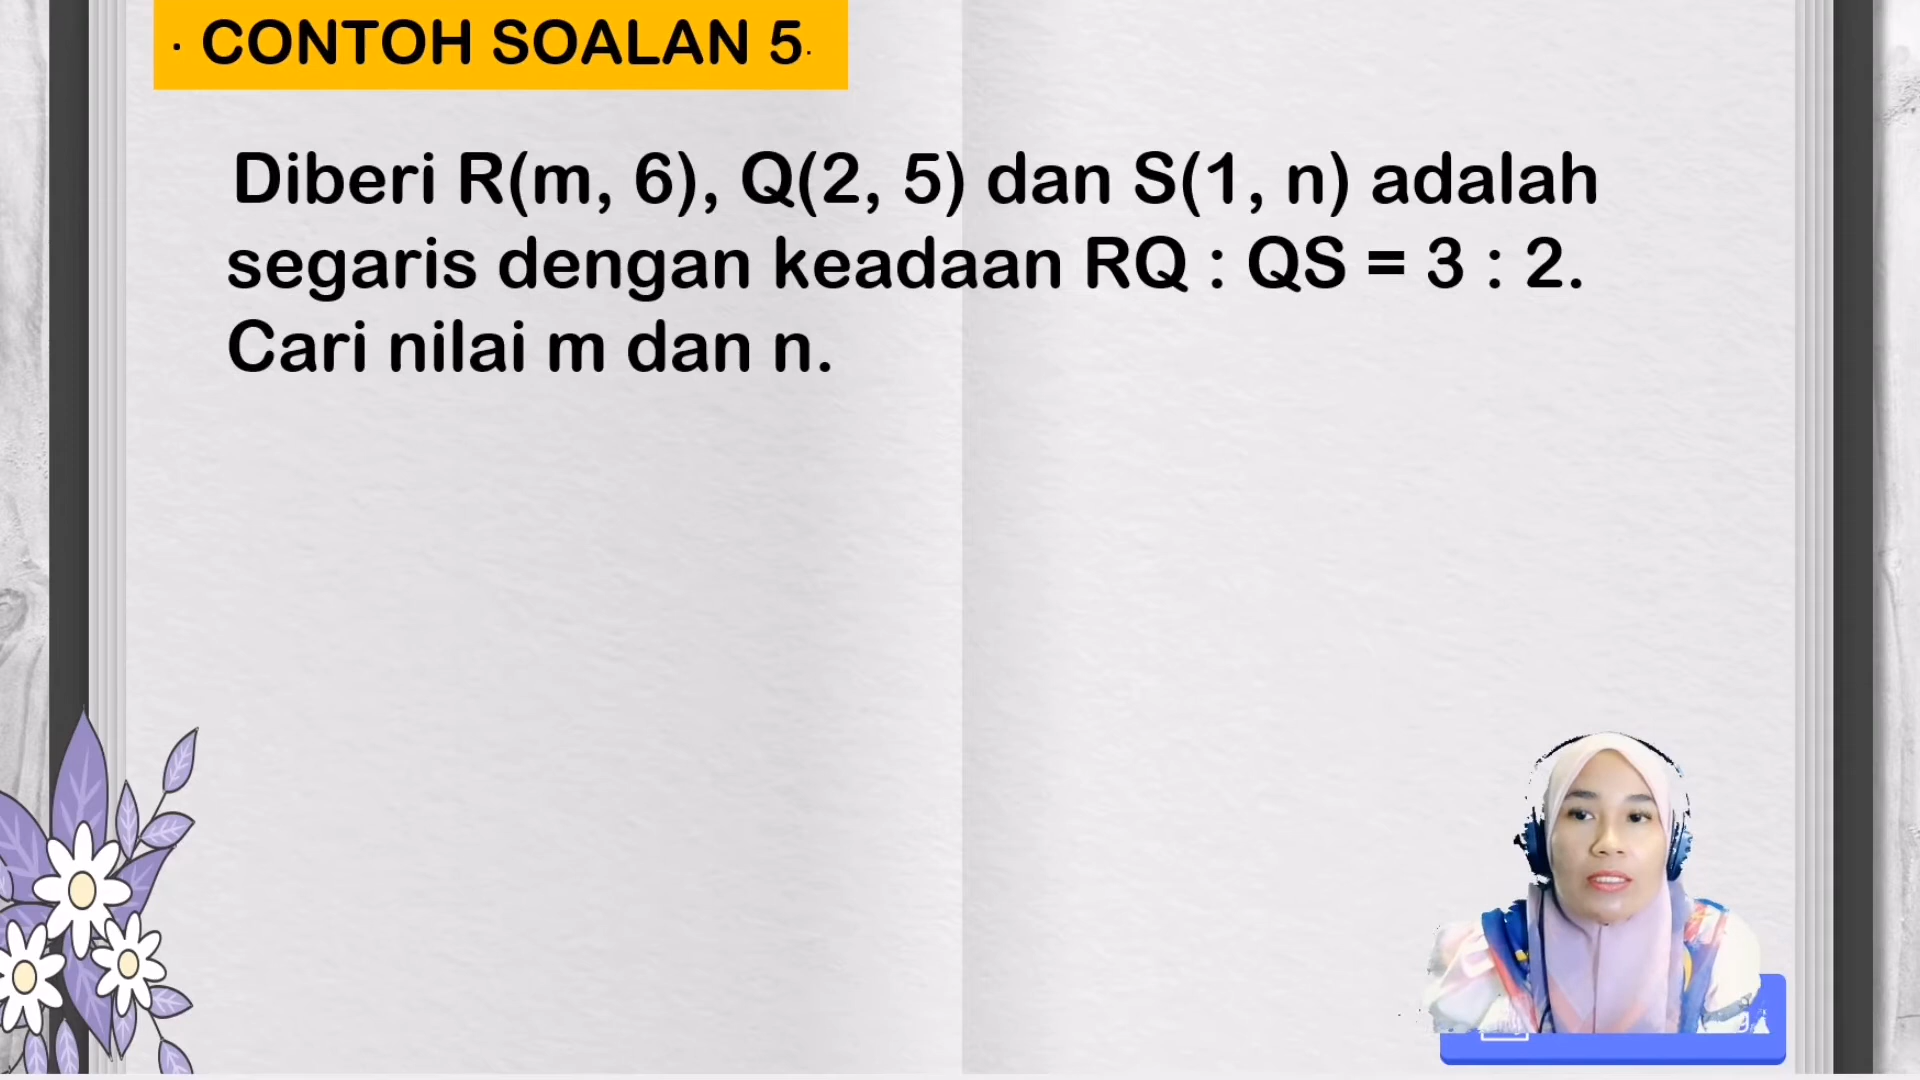 · CONTOH SOALAN 5.
Diberi R(m, 6), Q(2, 5) dan S(1, n) adalah
segaris dengan keadaan RQ : QS = 3 : 2.
Cari nilai m dan n.